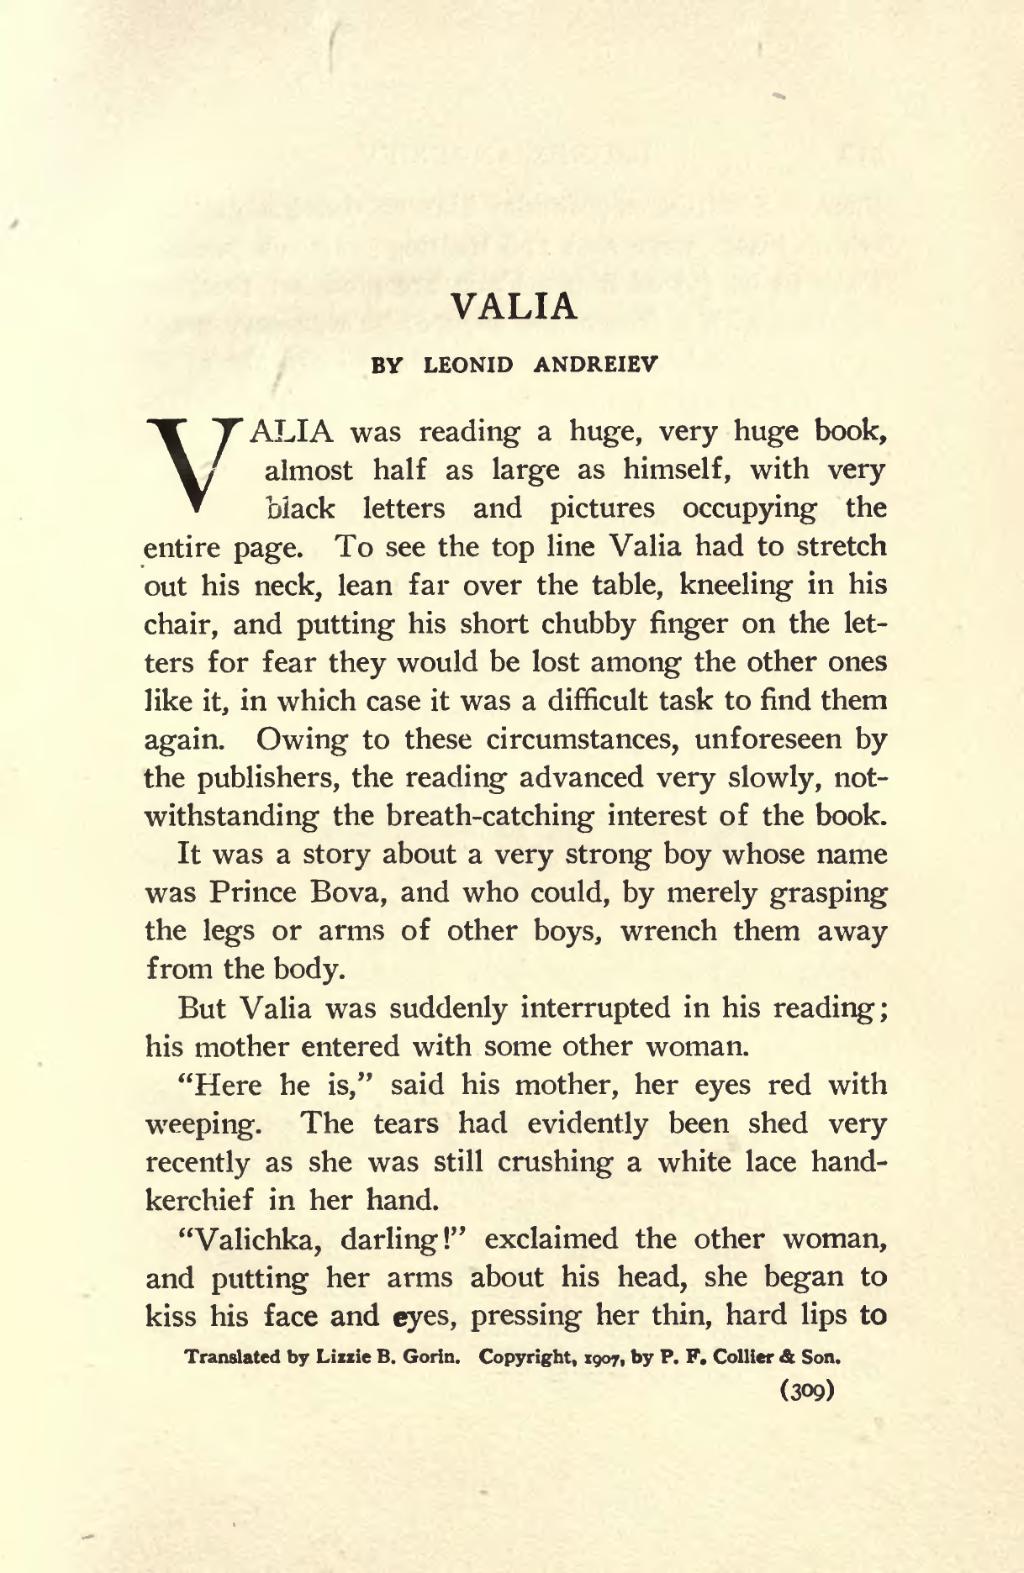 VALIA
BY LEONID ANDREIEV
VALIA was reading a huge, very huge book,
almost half as large as himself, with very
black letters and pictures occupying the
entire page. To see the top line Valia had to stretch
out his neck, lean far over the table, kneeling in his
chair, and putting his short chubby finger on the let-
ters for fear they would be lost among the other ones
like it, in which case it was a difficult task to find them
again. Owing to these circumstances, unforeseen by
the publishers, the reading advanced very slowly, not-
withstanding the breath-catching interest of the book.
It was a story about a very strong boy whose name
was Prince Bova, and who could, by merely grasping
the legs or arms of other boys, wrench them away
from the body.
But Valia was suddenly interrupted in his reading;
his mother entered with some other woman.
“Here he is,” said his mother, her eyes red with
weeping. The tears had evidently been shed very
recently as she was still crushing a white lace hand-
kerchief in her hand.
“Valichka, darling!” exclaimed the other woman,
and putting her arms about his head, she began to
kiss his face and eyes, pressing her thin, hard lips to
Translated by Lizzie B. Gorin. Copyright, 1907, by P. F. Collier & Son.
(309)